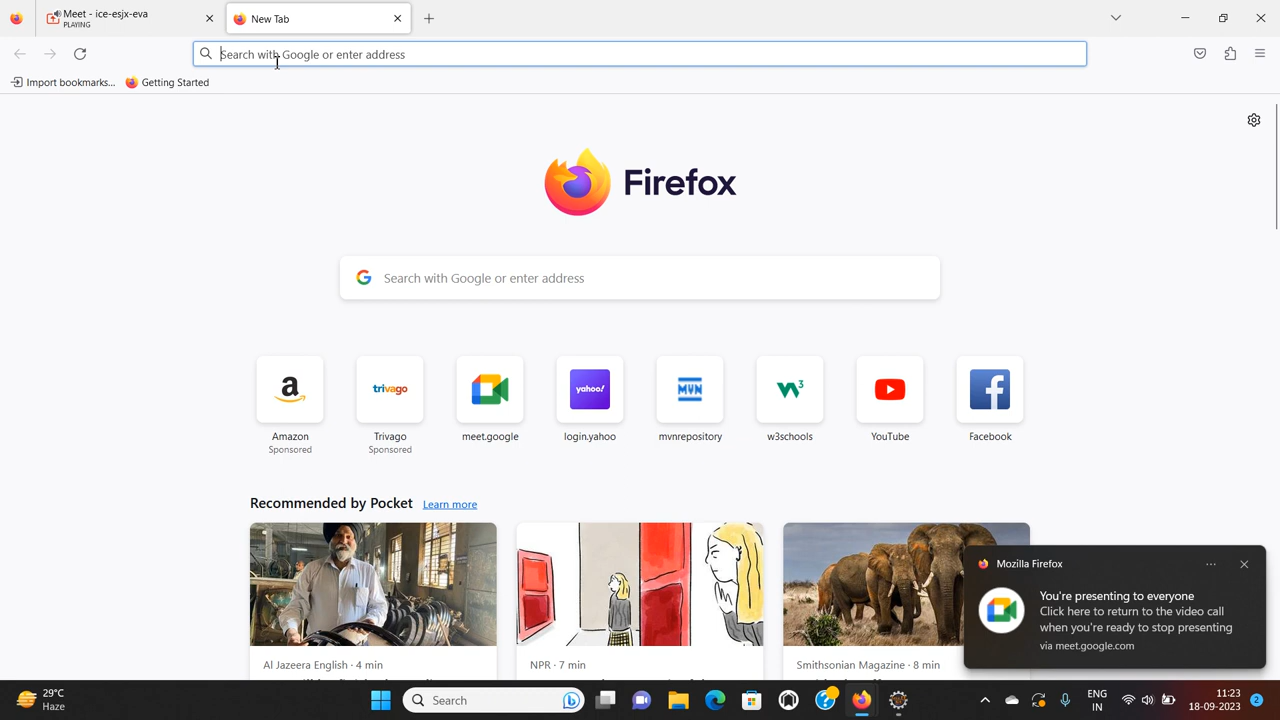 Meet - ice-esjx-eva
PLAYING
New Tab
Search with Google or enter address
Import bookmarks...
Getting Started
Firefox
Search with Google or enter address
a
trivago
yahoo!
MVN
w3
Amazon
Sponsored
Trivago
Sponsored
meet.google
login.yahoo
mvnrepository
w3schools
YouTube
Facebook
Recommended by Pocket Learn more
Al Jazeera English · 4 min
NPR · 7 min
Smithsonian Magazine · 8 min
Mozilla Firefox
You're presenting to everyone
Click here to return to the video call
when you're ready to stop presenting
via meet.google.com
29°C
Haze
Search
ENG
IN
11:23
18-09-2023
2